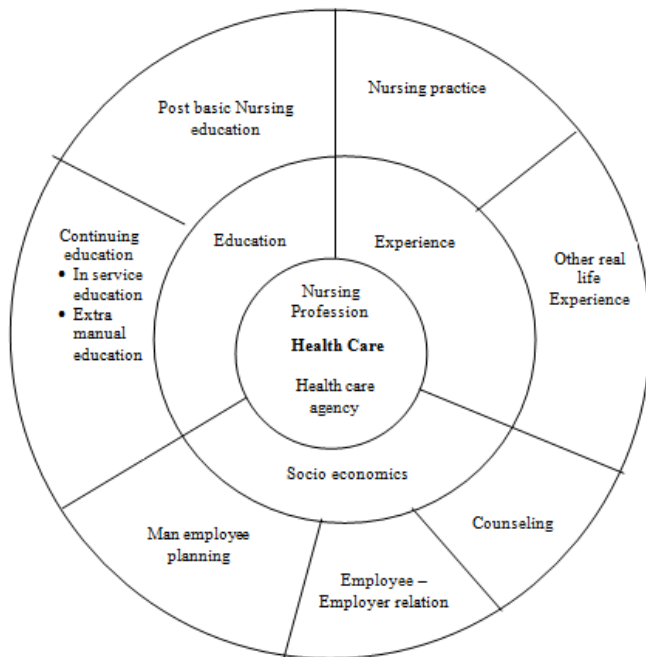 Nursing practice
Post basic Nursing
education
Education
Experience
Continuing
education
• In service
education
• Extra
manual
education
Other real
life
Experience
Nursing
Profession
Health Care
Health care
agency
Socio economics
Man employee
planning
Employee –
Employer relation
Counseling